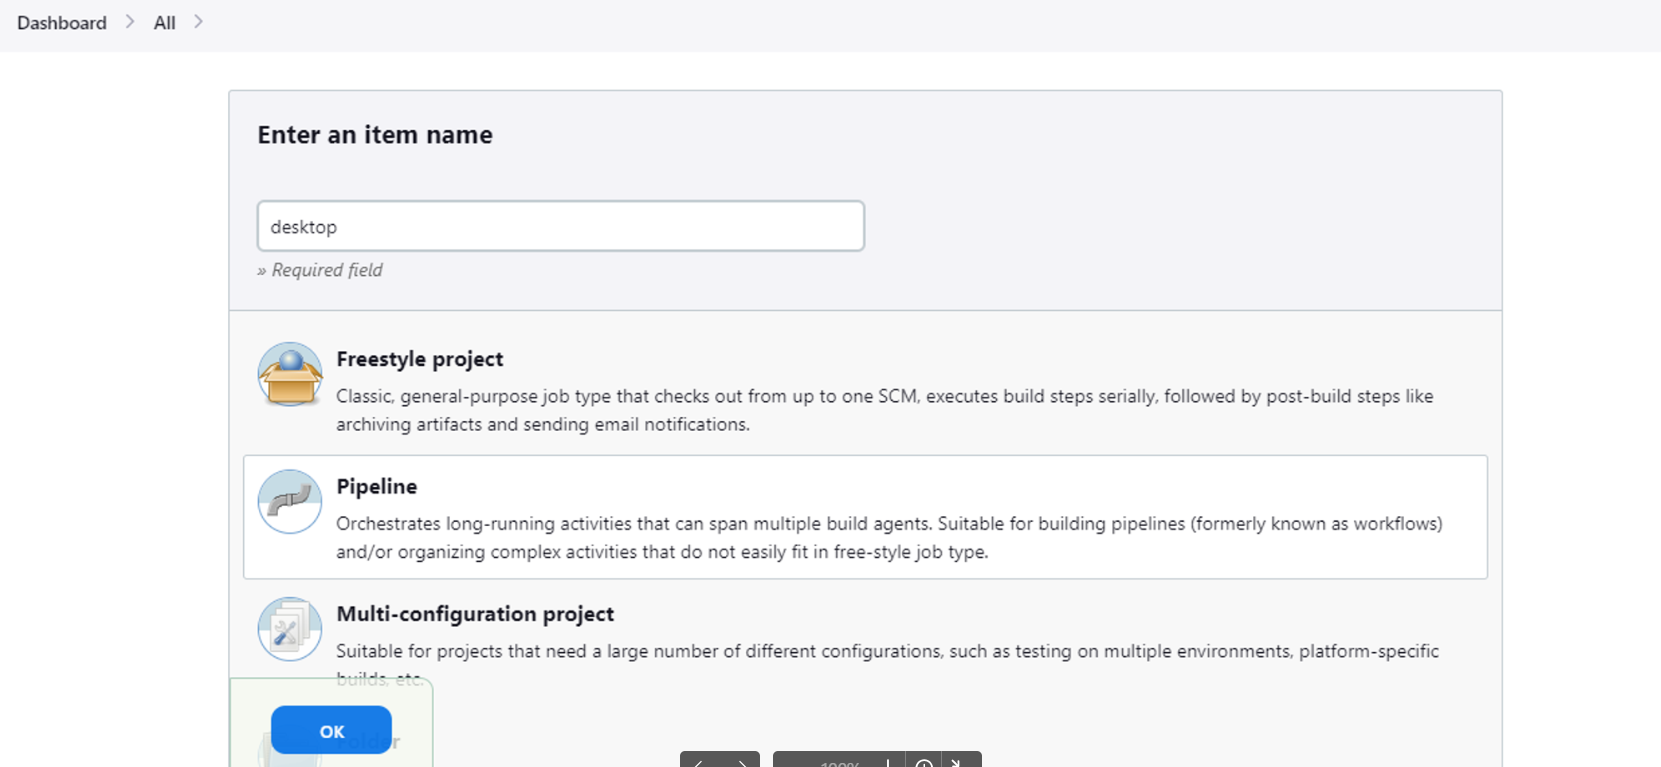 Dashboard > All >
Enter an item name
desktop
» Required field
Freestyle project
Classic, general-purpose job type that checks out from up to one SCM, executes build steps serially, followed by post-build steps like
archiving artifacts and sending email notifications.
Pipeline
Orchestrates long-running activities that can span multiple build agents. Suitable for building pipelines (formerly known as workflows)
and/or organizing complex activities that do not easily fit in free-style job type.
Multi-configuration project
Suitable for projects that need a large number of different configurations, such as testing on multiple environments, platform-specific
builds, etc.
OK
Folder